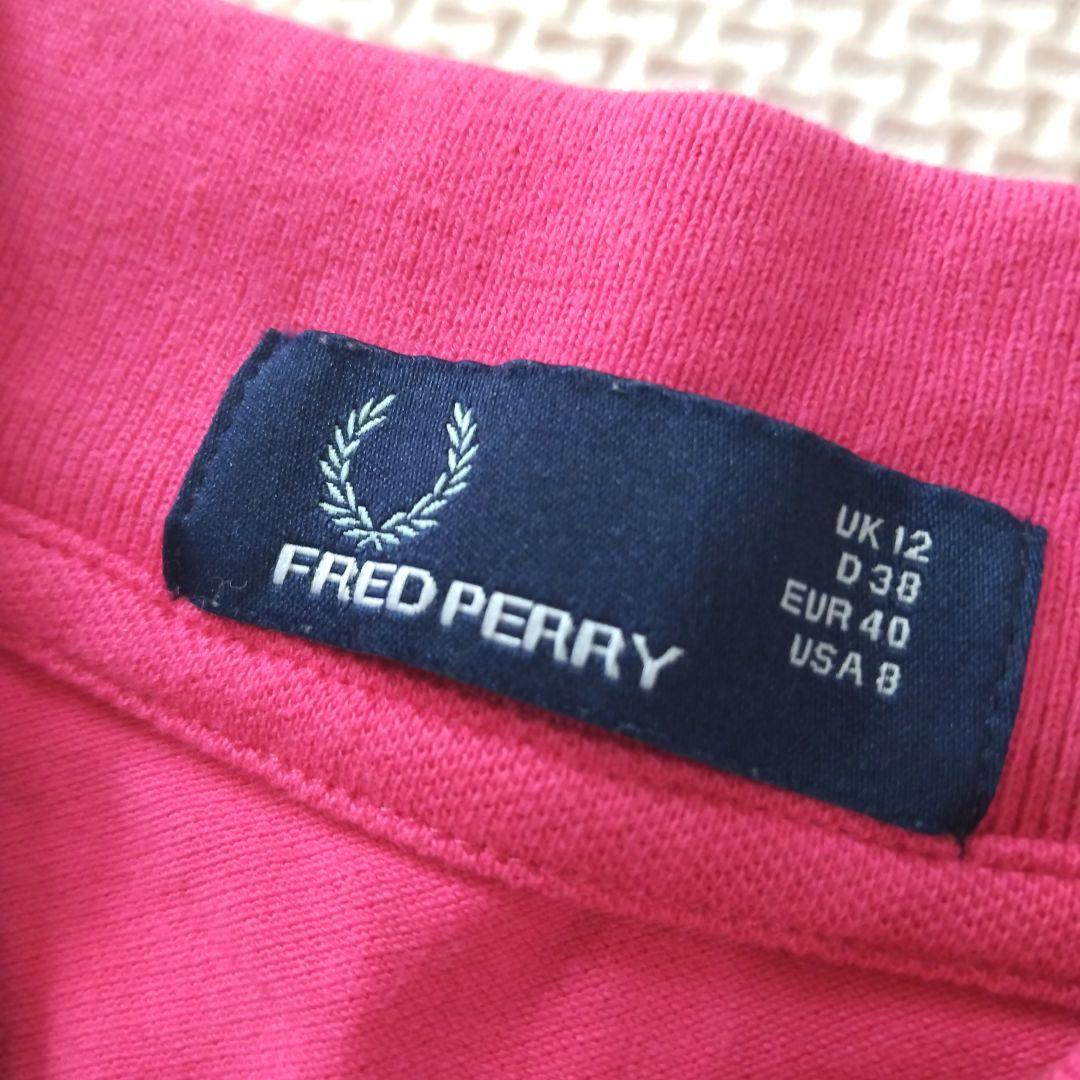 FRED PERRY
UK 12
D 38
EUR 40
USA 8